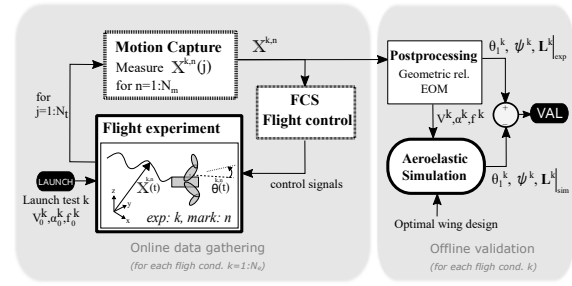 Motion Capture
Measure X^k,n(j)
for n=1:N_m
X^k,n
for
j=1:N_t
FCS
Flight control
Flight experiment
X^k,n(t)
θ^k,n(t)
z
y
x
exp: k, mark: n
LAUNCH
Launch test k
V_0^k,α_0^k,f_0^k
control signals
Online data gathering
(for each fligh cond. k=1:N_e)
Postprocessing
Geometric rel.
EOM
θ_1^k, ψ^k, L^k|_exp
V^k,α^k,f^k
+
−
VAL
Aeroelastic
Simulation
θ_1^k, ψ^k, L^k|_sim
Optimal wing design
Offline validation
(for each fligh cond. k)